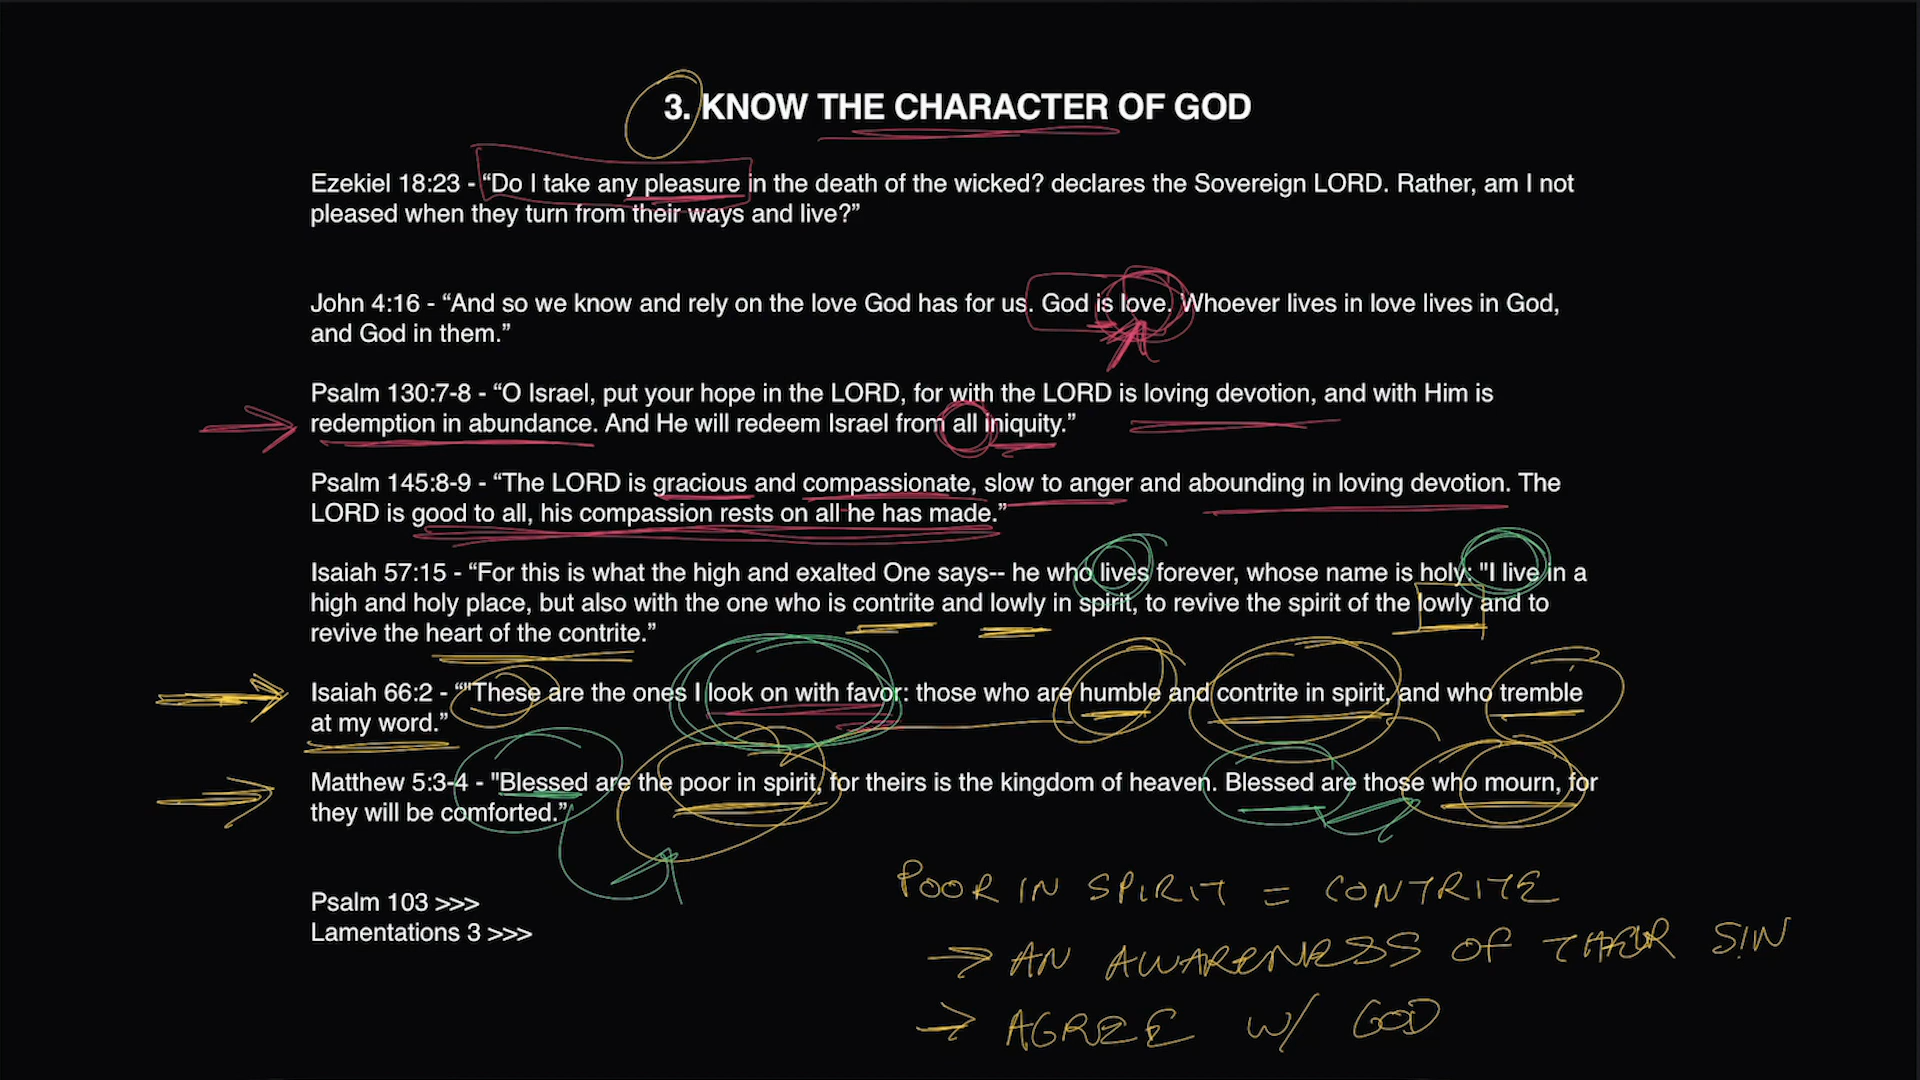 3. KNOW THE CHARACTER OF GOD
Ezekiel 18:23 - “Do I take any pleasure in the death of the wicked? declares the Sovereign LORD. Rather, am I not
pleased when they turn from their ways and live?”
John 4:16 - “And so we know and rely on the love God has for us. God is love. Whoever lives in love lives in God,
and God in them.”
Psalm 130:7-8 - “O Israel, put your hope in the LORD, for with the LORD is loving devotion, and with Him is
redemption in abundance. And He will redeem Israel from all iniquity.”
Psalm 145:8-9 - “The LORD is gracious and compassionate, slow to anger and abounding in loving devotion. The
LORD is good to all, his compassion rests on all he has made.”
Isaiah 57:15 - “For this is what the high and exalted One says-- he who lives forever, whose name is holy: "I live in a
high and holy place, but also with the one who is contrite and lowly in spirit, to revive the spirit of the lowly and to
revive the heart of the contrite.”
Isaiah 66:2 - “"These are the ones I look on with favor: those who are humble and contrite in spirit, and who tremble
at my word.”
Matthew 5:3-4 - "Blessed are the poor in spirit, for theirs is the kingdom of heaven. Blessed are those who mourn, for
they will be comforted.”
Psalm 103 >>>
Lamentations 3 >>>
POOR IN SPIRIT = CONTRITE
→ AN AWARENESS OF THEIR SIN
→ AGREE W/ GOD